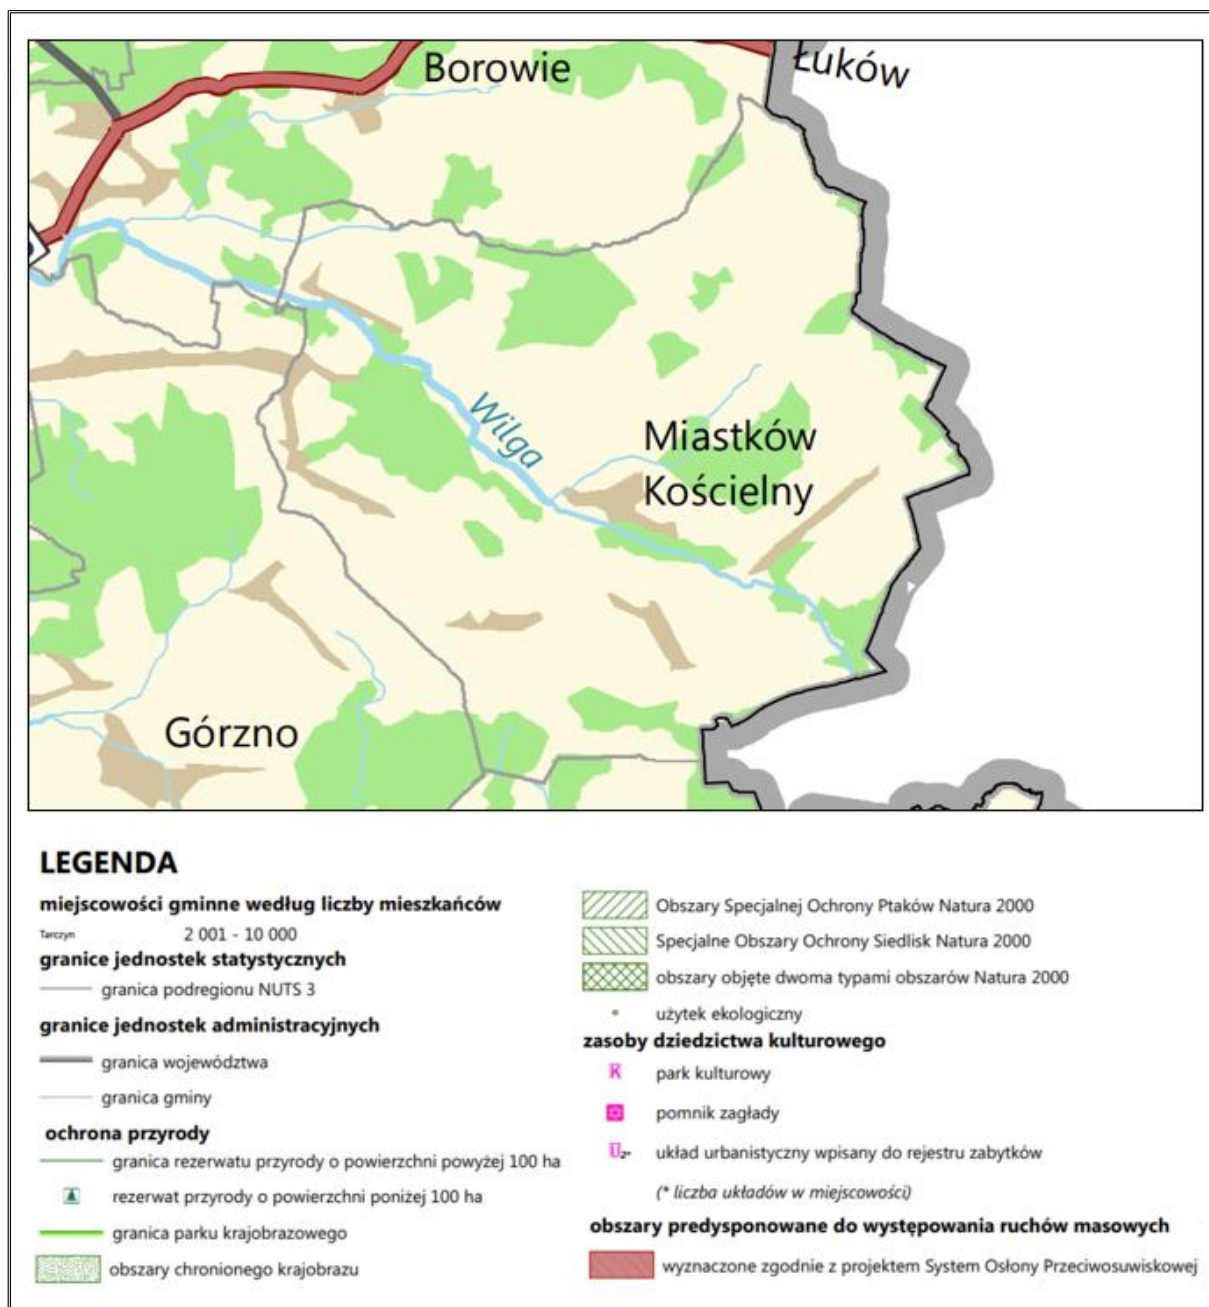 Borowie
Łuków
Wilga
Miastków
Kościelny
Górzno
LEGENDA
miejscowości gminne według liczby mieszkańców
Tarczyn 2 001 - 10 000
granice jednostek statystycznych
granica podregionu NUTS 3
granice jednostek administracyjnych
granica województwa
granica gminy
ochrona przyrody
granica rezerwatu przyrody o powierzchni powyżej 100 ha
rezerwat przyrody o powierzchni poniżej 100 ha
granica parku krajobrazowego
obszary chronionego krajobrazu
Obszary Specjalnej Ochrony Ptaków Natura 2000
Specjalne Obszary Ochrony Siedlisk Natura 2000
obszary objęte dwoma typami obszarów Natura 2000
użytek ekologiczny
zasoby dziedzictwa kulturowego
K park kulturowy
pomnik zagłady
U2* układ urbanistyczny wpisany do rejestru zabytków
(* liczba układów w miejscowości)
obszary predysponowane do występowania ruchów masowych
wyznaczone zgodnie z projektem System Osłony Przeciwosuwiskowej